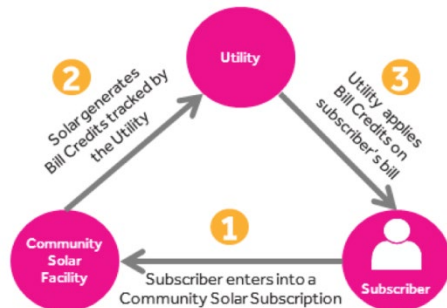 Utility
2
Solar generates
Bill Credits tracked by
the Utility
3
Utility applies
Bill Credits on
subscriber's bill
1
Community
Solar
Facility
Subscriber enters into a
Community Solar Subscription
Subscriber